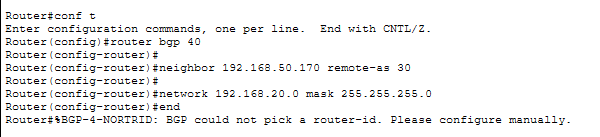 Router#conf t
Enter configuration commands, one per line.  End with CNTL/Z.
Router(config)#router bgp 40
Router(config-router)#
Router(config-router)#neighbor 192.168.50.170 remote-as 30
Router(config-router)#
Router(config-router)#network 192.168.20.0 mask 255.255.255.0
Router(config-router)#end
Router#%BGP-4-NORTRID: BGP could not pick a router-id. Please configure manually.